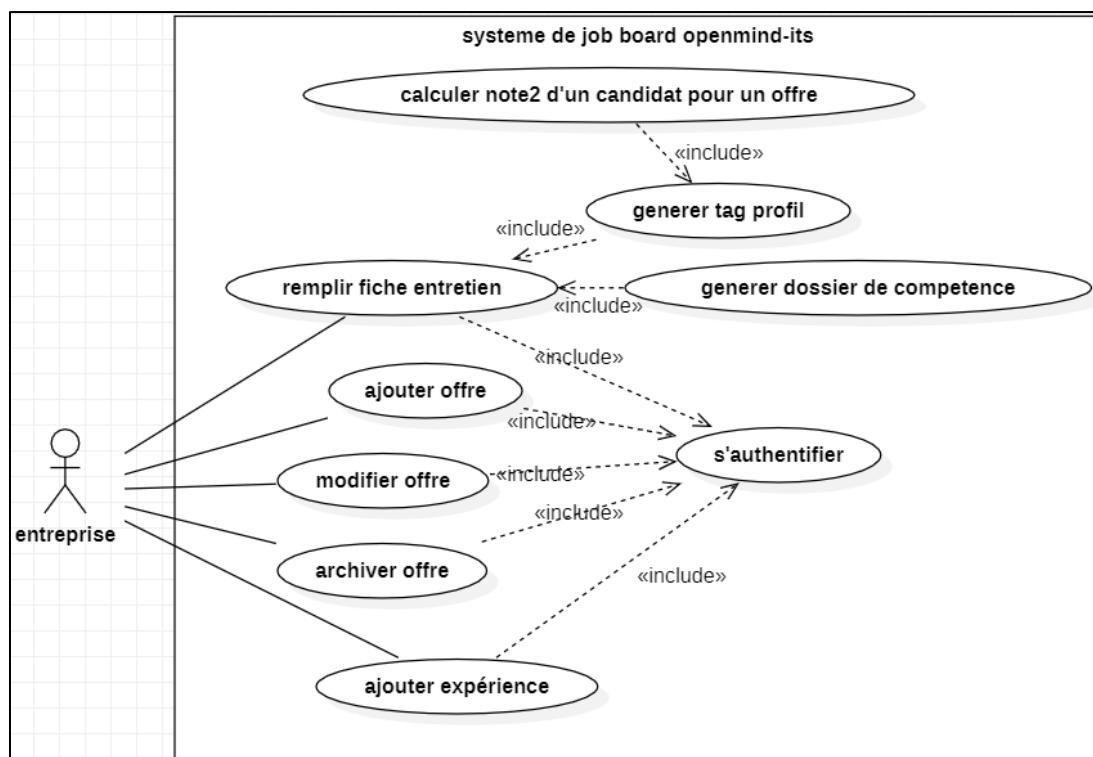 systeme de job board openmind-its
calculer note2 d'un candidat pour un offre
«include»
generer tag profil
«include»
remplir fiche entretien
generer dossier de competence
«include»
«include»
ajouter offre
«include»
s'authentifier
modifier offre
«include»
«include»
entreprise
archiver offre
«include»
ajouter expérience